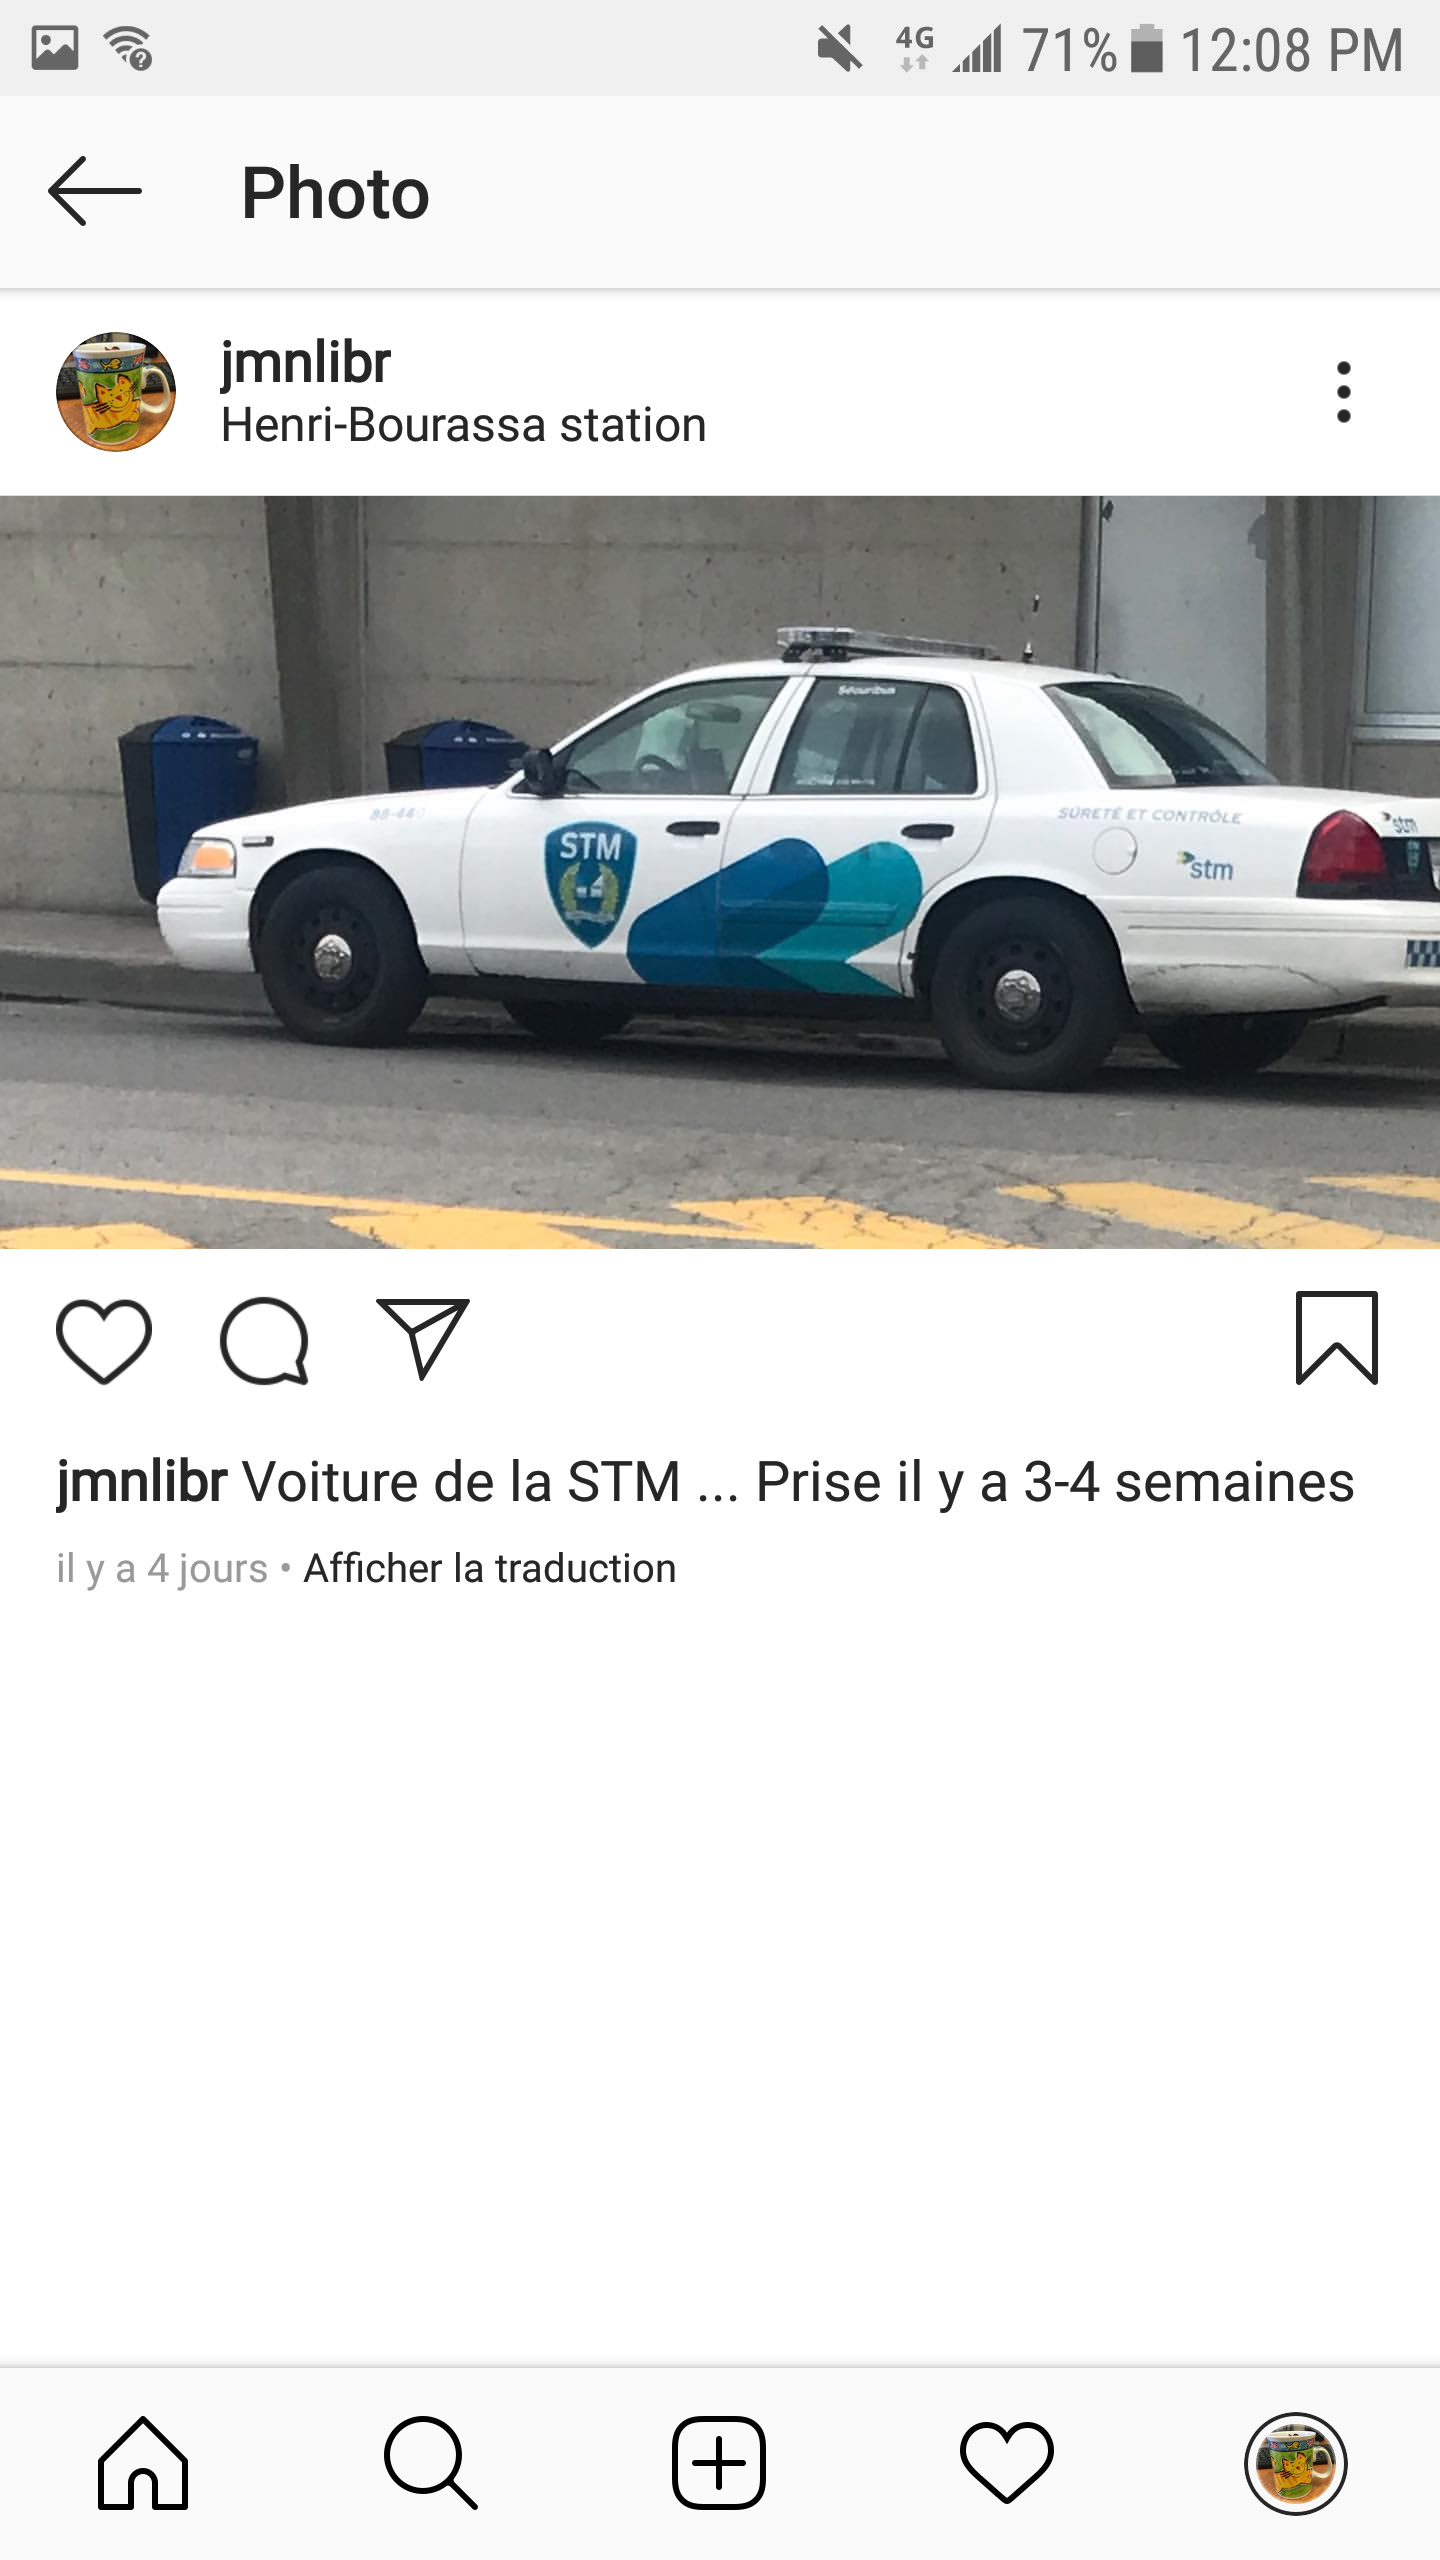 4G 71% 12:08 PM
Photo
jmnlibr
Henri-Bourassa station
Sécuribus
SÛRETÉ ET CONTRÔLE
stm
STM
stm
jmnlibr Voiture de la STM ... Prise il y a 3-4 semaines
il y a 4 jours • Afficher la traduction